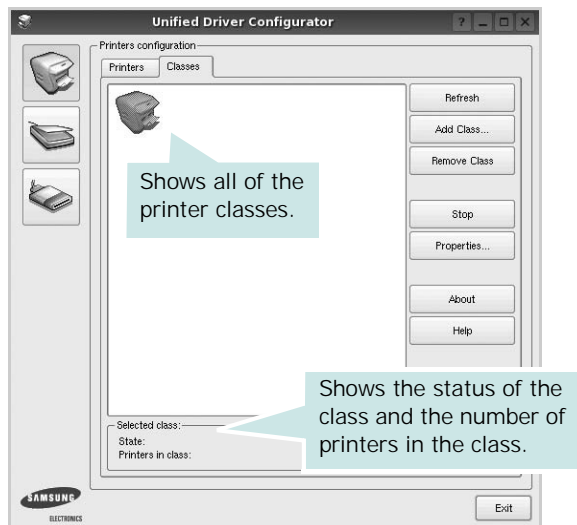 Unified Driver Configurator
Printers configuration
Printers Classes
Refresh
Add Class...
Remove Class
Shows all of the
printer classes.
Stop
Properties...
About
Help
Shows the status of the
class and the number of
printers in the class.
Selected class:
State:
Printers in class:
SAMSUNG
ELECTRONICS
Exit